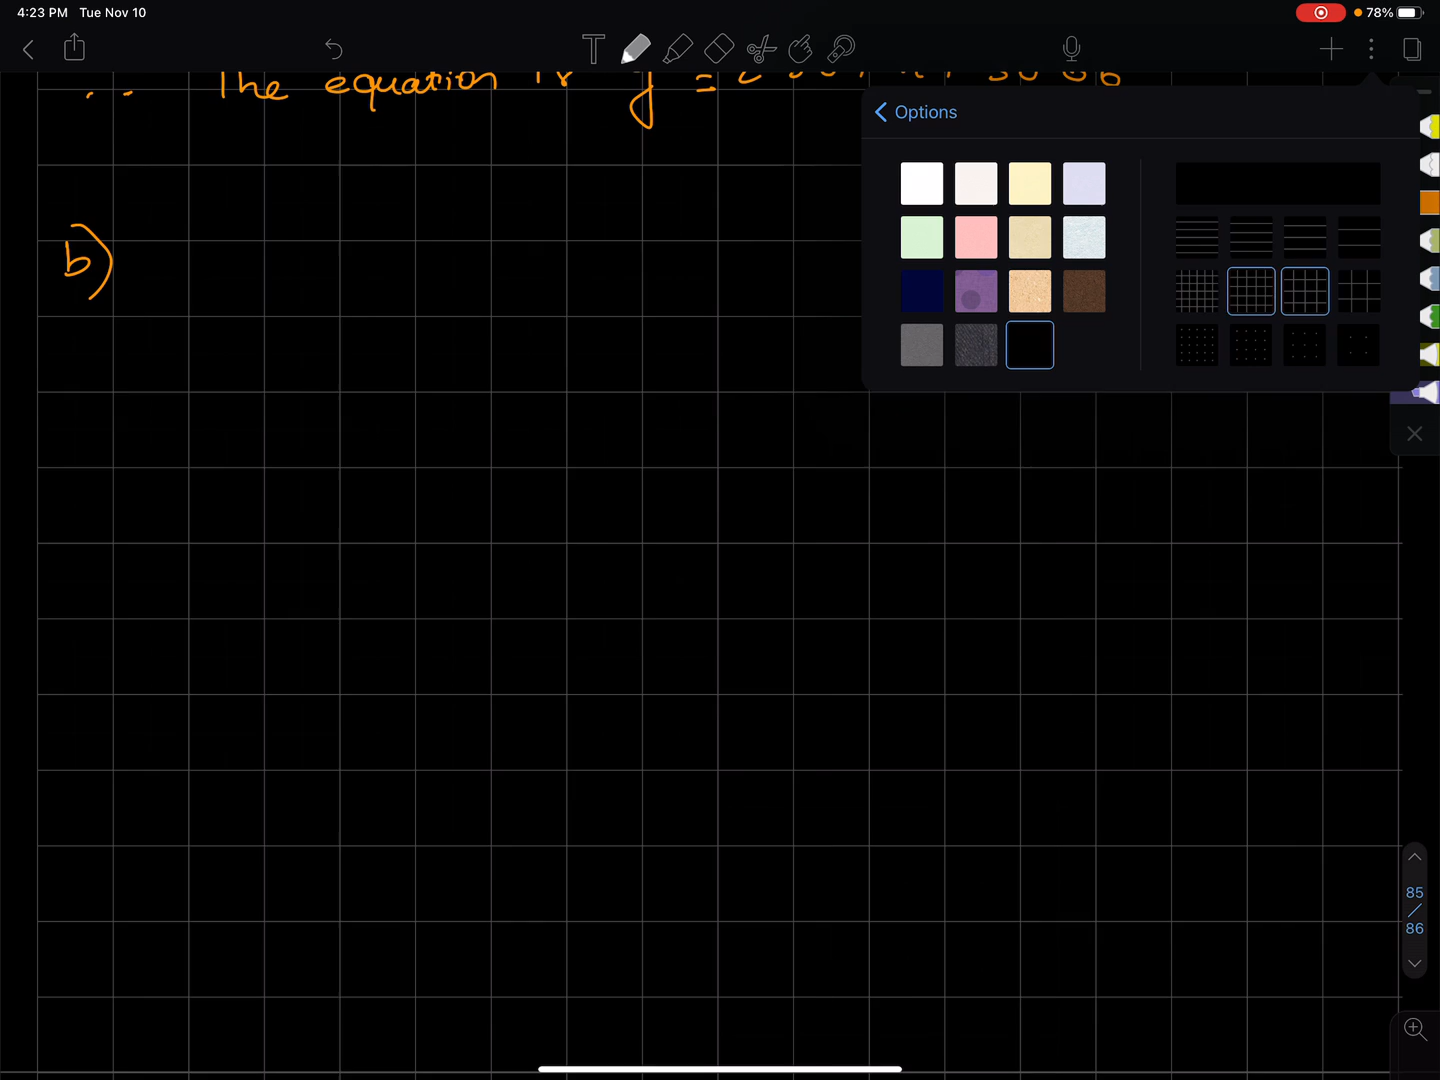 4:23 PM Tue Nov 10
78%
∴ The equation is y =
Options
b)
85
86